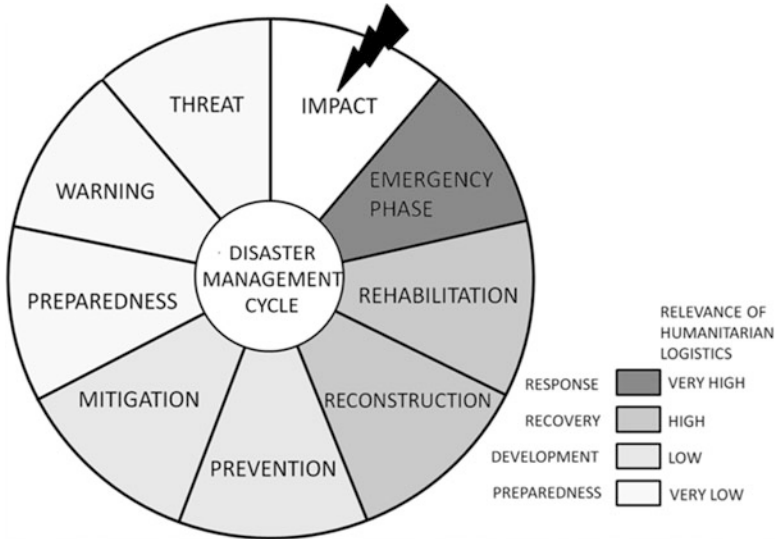 THREAT
IMPACT
EMERGENCY
PHASE
WARNING
DISASTER
MANAGEMENT
CYCLE
PREPAREDNESS
REHABILITATION
MITIGATION
RECONSTRUCTION
PREVENTION
RELEVANCE OF
HUMANITARIAN
LOGISTICS
RESPONSE VERY HIGH
RECOVERY HIGH
DEVELOPMENT LOW
PREPAREDNESS VERY LOW